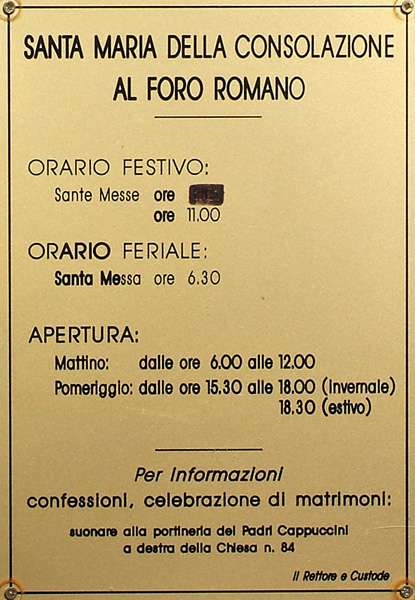 SANTA MARIA DELLA CONSOLAZIONE
AL FORO ROMANO
ORARIO FESTIVO:
Sante Messe ore
ore 11.00
ORARIO FERIALE:
Santa Messa ore 6.30
APERTURA:
Mattino: dalle ore 6.00 alle 12.00
Pomeriggio: dalle ore 15.30 alle 18.00 (invernale)
18.30 (estivo)
Per informazioni
confessioni, celebrazione di matrimoni:
suonare alla portineria dei Padri Cappuccini
a destra della Chiesa n. 84
Il Rettore e Custode